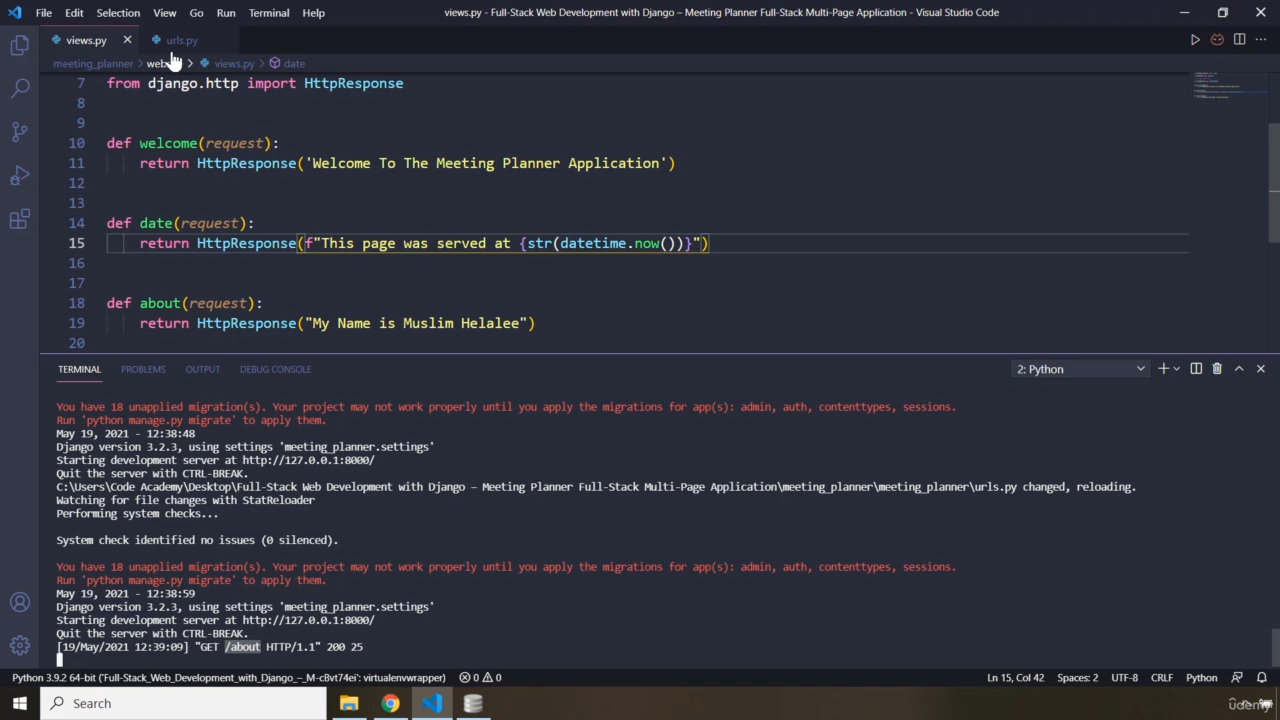 File Edit Selection View Go Run Terminal Help
views.py - Full-Stack Web Development with Django – Meeting Planner Full-Stack Multi-Page Application - Visual Studio Code
views.py
urls.py
meeting_planner > > views.py > date
7 from django.http import HttpResponse
8
9
10 def welcome(request):
11 return HttpResponse('Welcome To The Meeting Planner Application')
12
13
14 def date(request):
15 return HttpResponse(f"This page was served at {str(datetime.now())}")
16
17
18 def about(request):
19 return HttpResponse("My Name is Muslim Helalee")
20
TERMINAL PROBLEMS OUTPUT DEBUG CONSOLE 2: Python
You have 18 unapplied migration(s). Your project may not work properly until you apply the migrations for app(s): admin, auth, contenttypes, sessions.
Run 'python manage.py migrate' to apply them.
May 19, 2021 - 12:38:48
Django version 3.2.3, using settings 'meeting_planner.settings'
Starting development server at http://127.0.0.1:8000/
Quit the server with CTRL-BREAK.
C:\Users\Code Academy\Desktop\Full-Stack Web Development with Django – Meeting Planner Full-Stack Multi-Page Application\meeting_planner\meeting_planner\urls.py changed, reloading.
Watching for file changes with StatReloader
Performing system checks...
System check identified no issues (0 silenced).
You have 18 unapplied migration(s). Your project may not work properly until you apply the migrations for app(s): admin, auth, contenttypes, sessions.
Run 'python manage.py migrate' to apply them.
May 19, 2021 - 12:38:59
Django version 3.2.3, using settings 'meeting_planner.settings'
Starting development server at http://127.0.0.1:8000/
Quit the server with CTRL-BREAK.
[19/May/2021 12:39:09] "GET /about HTTP/1.1" 200 25
Python 3.9.2 64-bit ('Full-Stack_Web_Development_with_Django_–_M-c8vt74ei': virtualenvwrapper) 0 0 Ln 15, Col 42 Spaces: 2 UTF-8 CRLF Python
Search
udemy